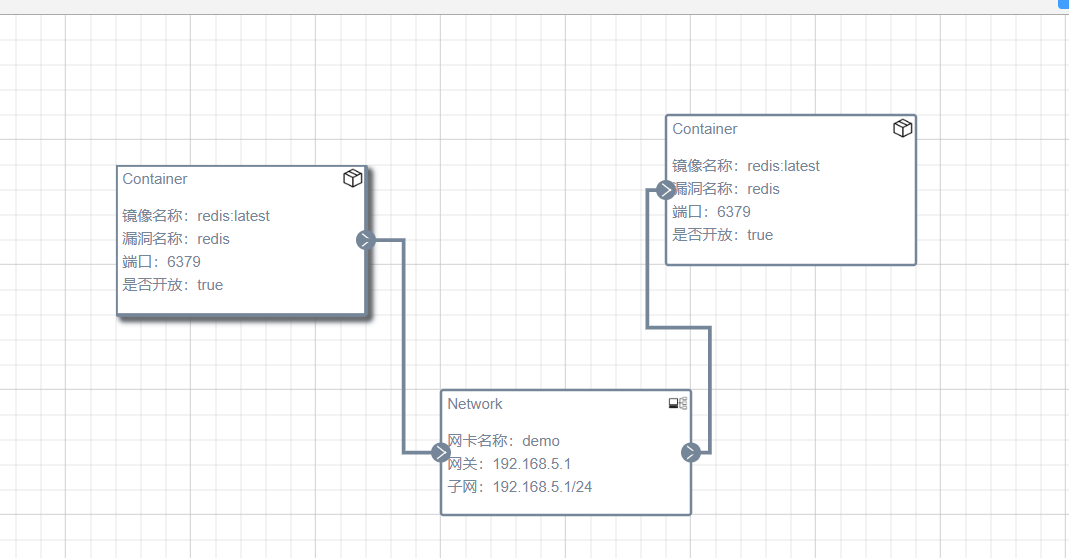 Container
镜像名称：redis:latest
漏洞名称：redis
端口：6379
是否开放：true
Container
镜像名称：redis:latest
漏洞名称：redis
端口：6379
是否开放：true
Network
网卡名称：demo
网关：192.168.5.1
子网：192.168.5.1/24